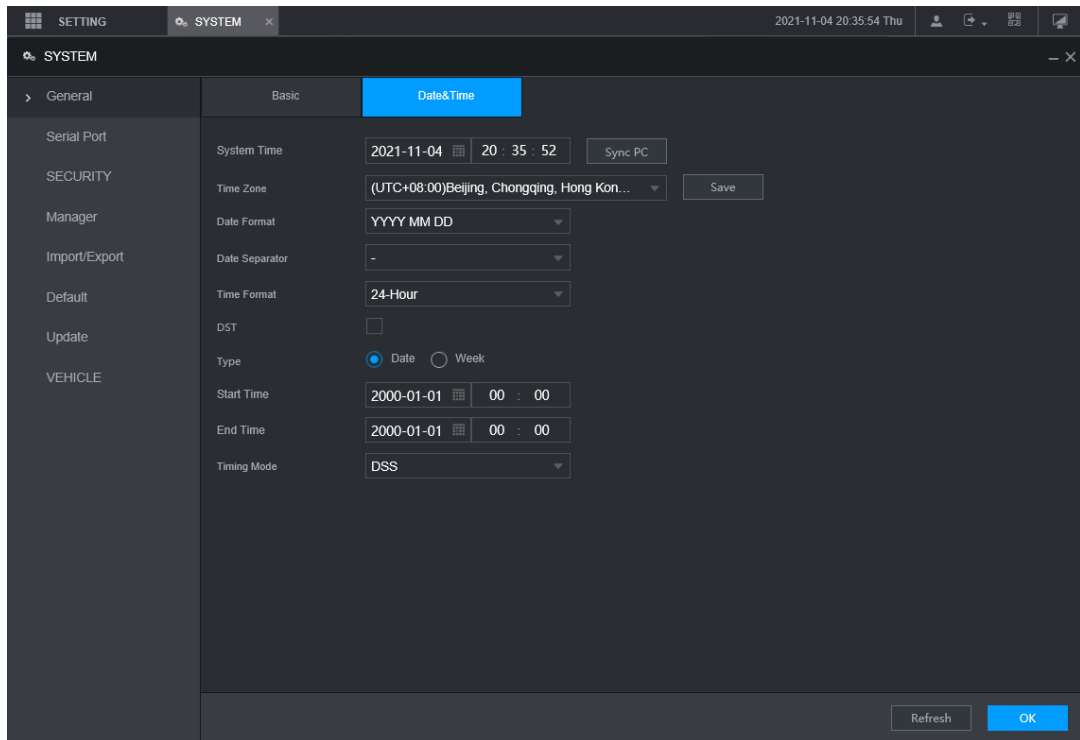 SETTING SYSTEM × 2021-11-04 20:35:54 Thu
SYSTEM
General
Serial Port
SECURITY
Manager
Import/Export
Default
Update
VEHICLE
Basic Date&Time
System Time 2021-11-04 20 : 35 : 52 Sync PC
Time Zone (UTC+08:00)Beijing, Chongqing, Hong Kon... Save
Date Format YYYY MM DD
Date Separator -
Time Format 24-Hour
DST
Type Date Week
Start Time 2000-01-01 00 : 00
End Time 2000-01-01 00 : 00
Timing Mode DSS
Refresh OK